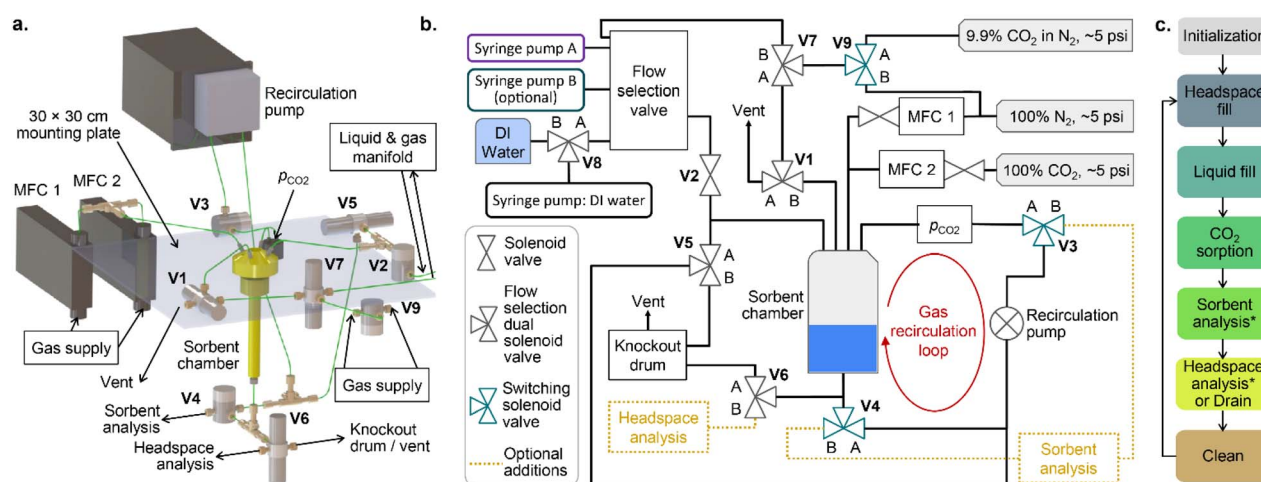 a.
Recirculation
pump
30 × 30 cm
mounting plate
Liquid & gas
manifold
MFC 1
MFC 2
V3
pCO2
V5
V1
V7
V2
V9
Gas supply
Sorbent
chamber
Gas supply
Vent
V4
V6
Sorbent
analysis
Headspace
analysis
Knockout
drum / vent
b.
Syringe pump A
Syringe pump B
(optional)
Flow
selection
valve
DI
Water
B
A
V8
Syringe pump: DI water
V7
B
A
V9
A
B
9.9% CO2 in N2, ~5 psi
MFC 1
100% N2, ~5 psi
MFC 2
100% CO2, ~5 psi
Vent
V1
A
B
V2
V5
A
B
pCO2
A
B
V3
Solenoid
valve
Flow
selection
dual
solenoid
valve
Switching
solenoid
valve
Optional
additions
Vent
Knockout
drum
Sorbent
chamber
Gas
recirculation
loop
Recirculation
pump
V6
A
B
Headspace
analysis
V4
B
A
Sorbent
analysis
c.
Initialization
Headspace
fill
Liquid fill
CO2
sorption
Sorbent
analysis*
Headspace
analysis*
or Drain
Clean